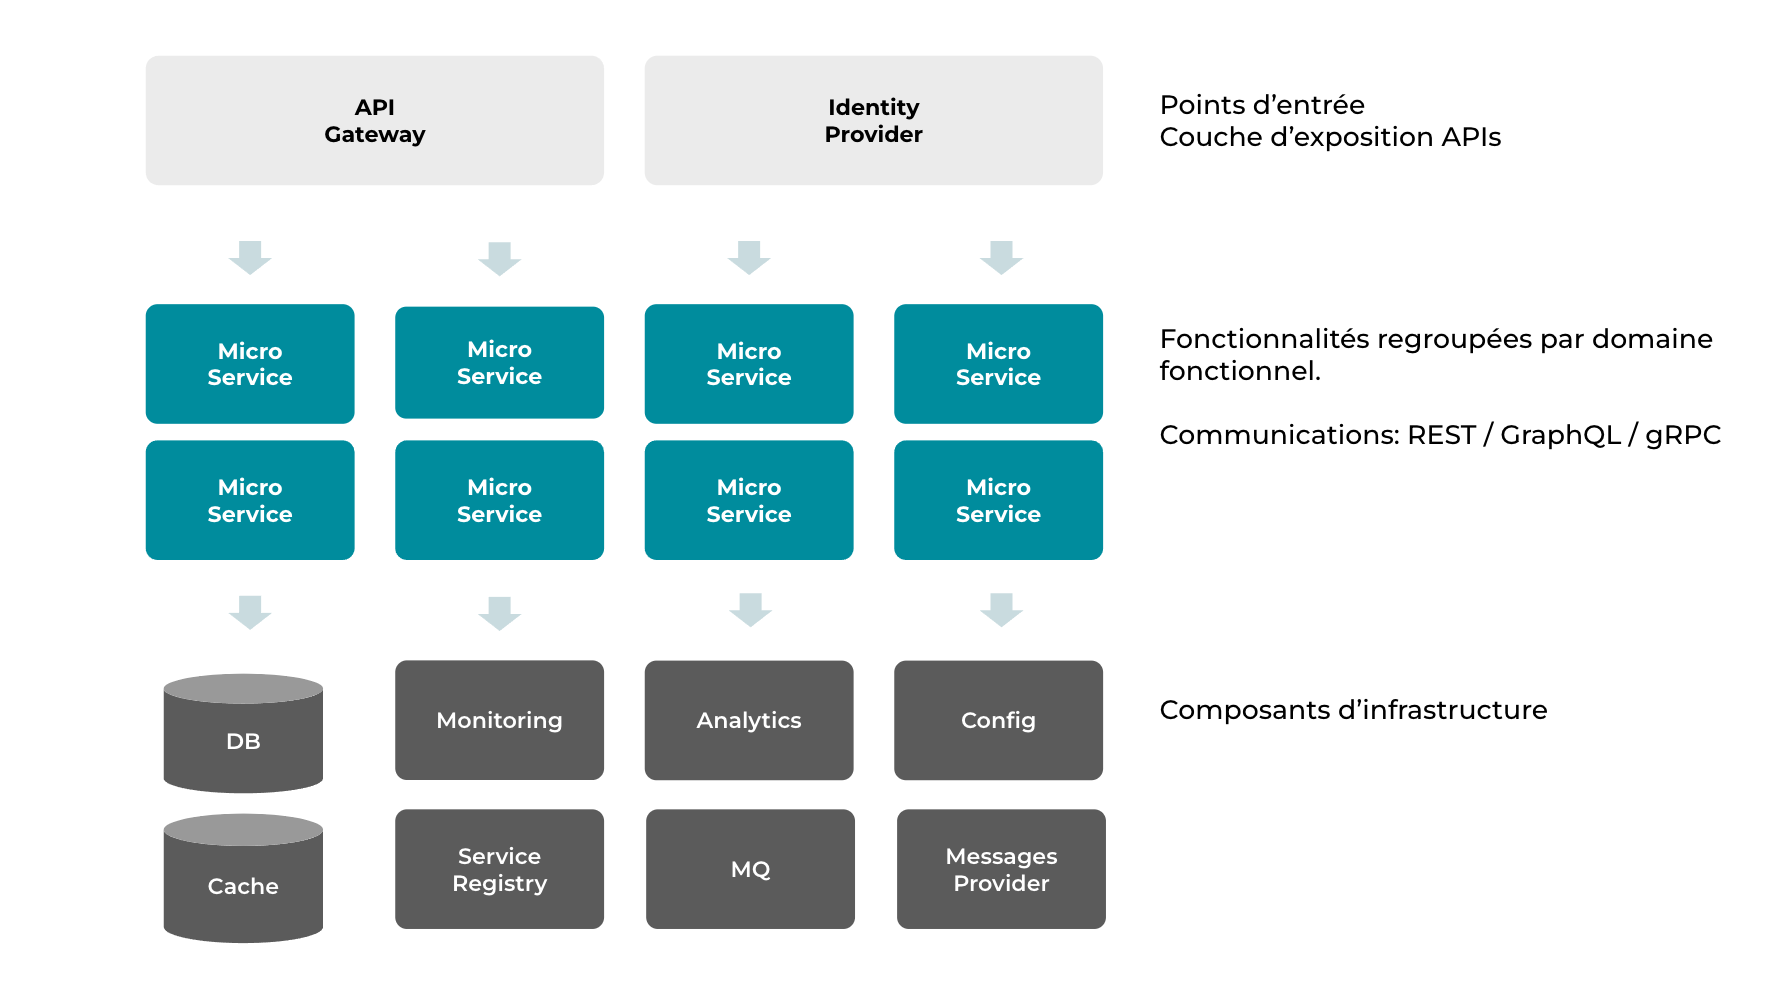 API
Gateway
Identity
Provider
Points d’entrée
Couche d’exposition APIs
Micro
Service
Micro
Service
Micro
Service
Micro
Service
Fonctionnalités regroupées par domaine
fonctionnel.
Communications: REST / GraphQL / gRPC
Micro
Service
Micro
Service
Micro
Service
Micro
Service
DB
Monitoring
Analytics
Config
Composants d’infrastructure
Cache
Service
Registry
MQ
Messages
Provider